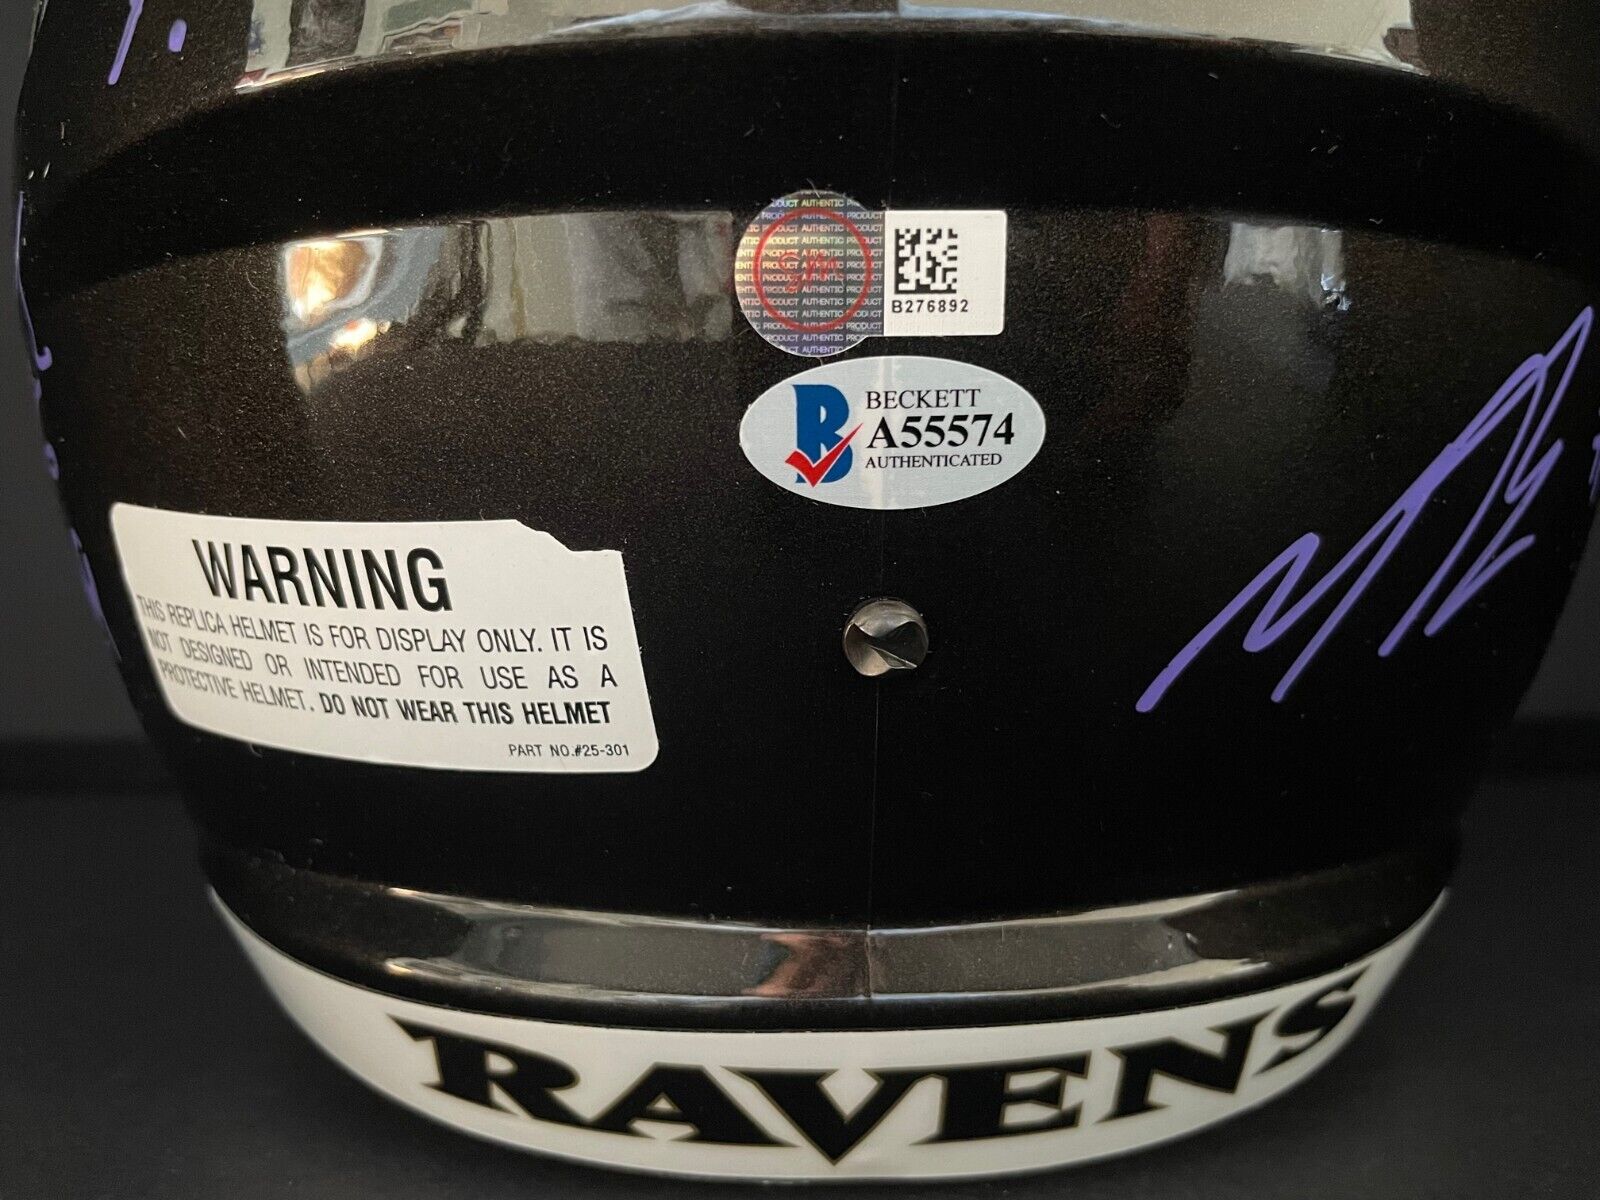 B276892
BECKETT
A55574
AUTHENTICATED
WARNING
THIS REPLICA HELMET IS FOR DISPLAY ONLY. IT IS
NOT DESIGNED OR INTENDED FOR USE AS A
PROTECTIVE HELMET. DO NOT WEAR THIS HELMET
PART NO.#25-301
RAVENS